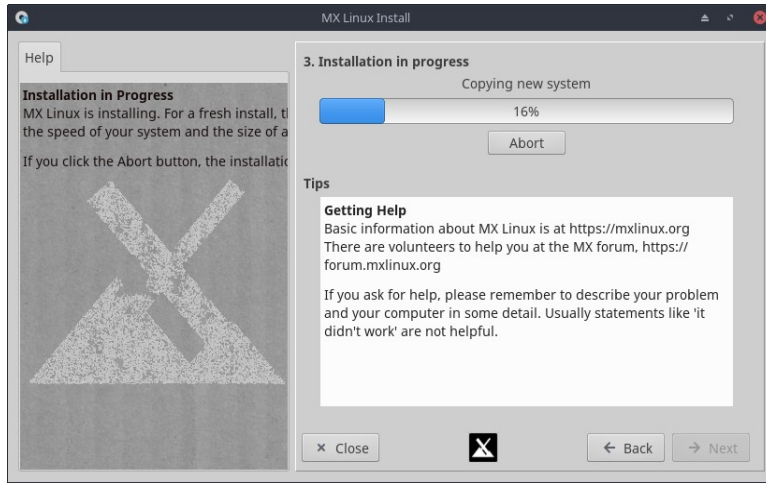 MX Linux Install
Help
Installation in Progress
MX Linux is installing. For a fresh install,
the speed of your system and the size of a
If you click the Abort button, the
3. Installation in progress
Copying new system
16%
Abort
Tips
Getting Help
Basic information about MX Linux is at https://mxlinux.org
There are volunteers to help you at the MX forum, https://
forum.mxlinux.org
If you ask for help, please remember to describe your problem
and your computer in some detail. Usually statements like 'it
didn't work' are not helpful.
Close
Back
Next